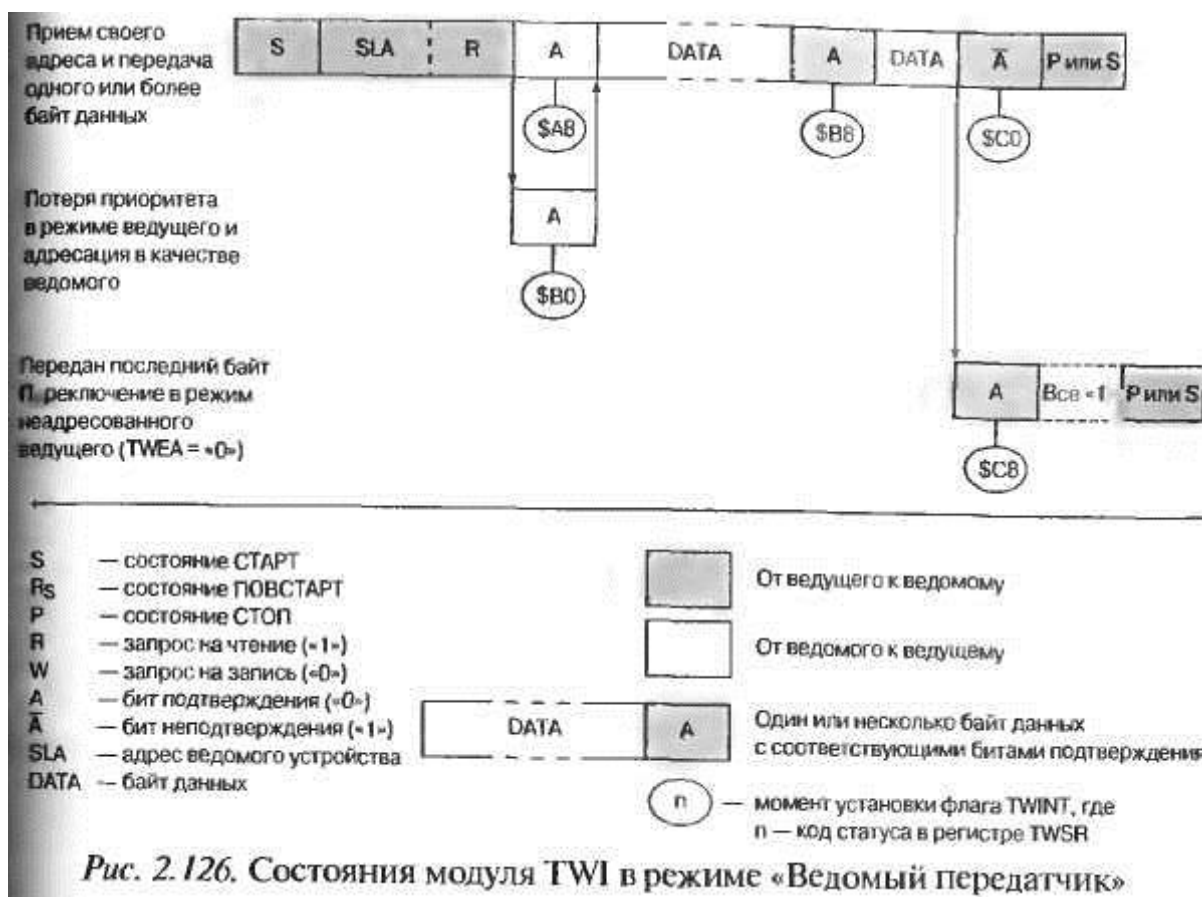 Прием своего
адреса и передача
одного или более
байт данных
S SLA R A DATA A DATA A̅ P или S
$A8 $B8 $C0
Потеря приоритета
в режиме ведущего и
адресация в качестве
ведомого
A
$B0
Передан последний байт
П реключение в режим
неадресованного
ведущего (TWEA = «0»)
A Все «1» P или S
$C8
S — состояние СТАРТ
RS — состояние ПОВСТАРТ
P — состояние СТОП
R — запрос на чтение («1»)
W — запрос на запись («0»)
A — бит подтверждения («0»)
A̅ — бит неподтверждения («1»)
SLA — адрес ведомого устройства
DATA — байт данных
От ведущего к ведомому
От ведомого к ведущему
DATA A
Один или несколько байт данных
с соответствующими битами подтверждения
n — момент установки флага TWINT, где
n — код статуса в регистре TWSR
Рис. 2.126. Состояния модуля TWI в режиме «Ведомый передатчик»